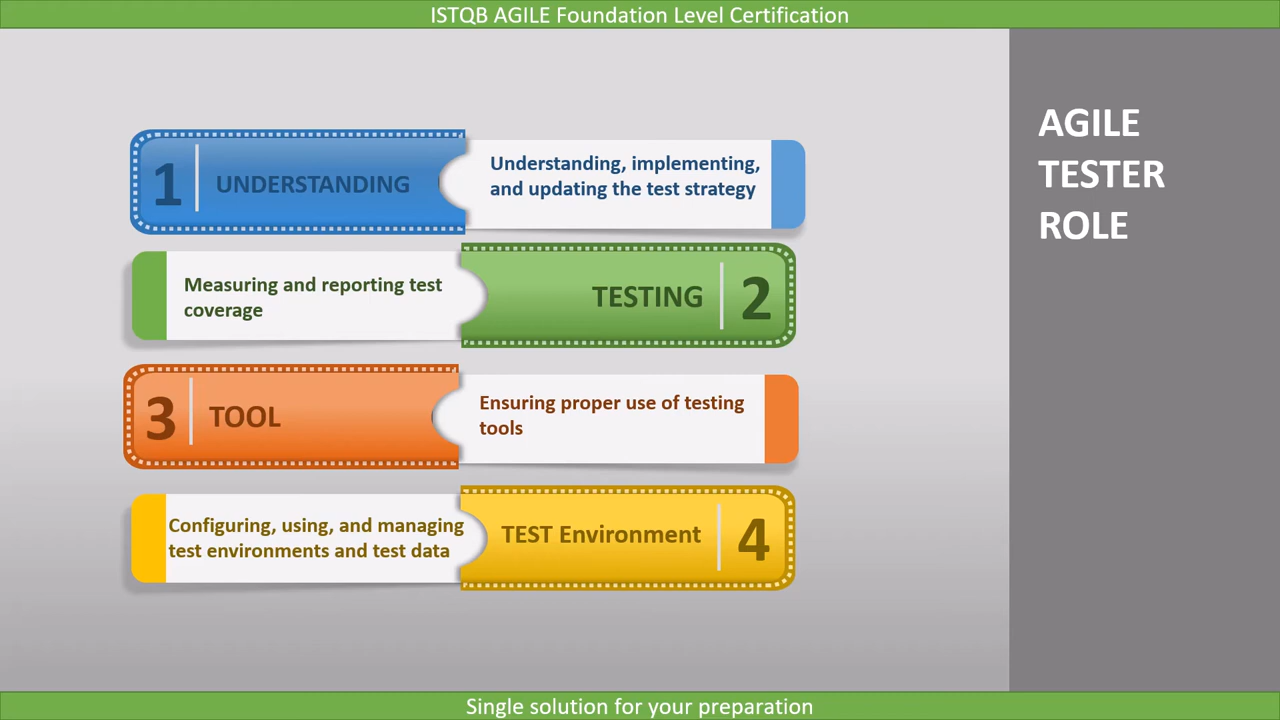 ISTQB AGILE Foundation Level Certification
AGILE
TESTER
ROLE
1
UNDERSTANDING
Understanding, implementing,
and updating the test strategy
Measuring and reporting test
coverage
TESTING
2
3
TOOL
Ensuring proper use of testing
tools
Configuring, using, and managing
test environments and test data
TEST Environment
4
Single solution for your preparation